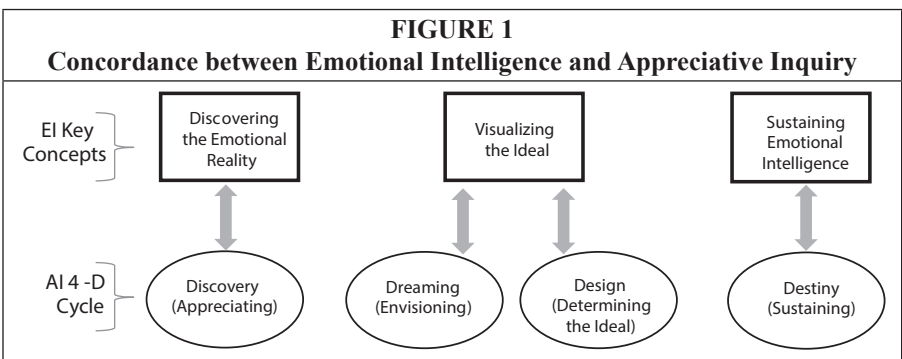 FIGURE 1
Concordance between Emotional Intelligence and Appreciative Inquiry
EI Key
Concepts
Discovering
the Emotional
Reality
Visualizing
the Ideal
Sustaining
Emotional
Intelligence
AI 4 -D
Cycle
Discovery
(Appreciating)
Dreaming
(Envisioning)
Design
(Determining
the Ideal)
Destiny
(Sustaining)